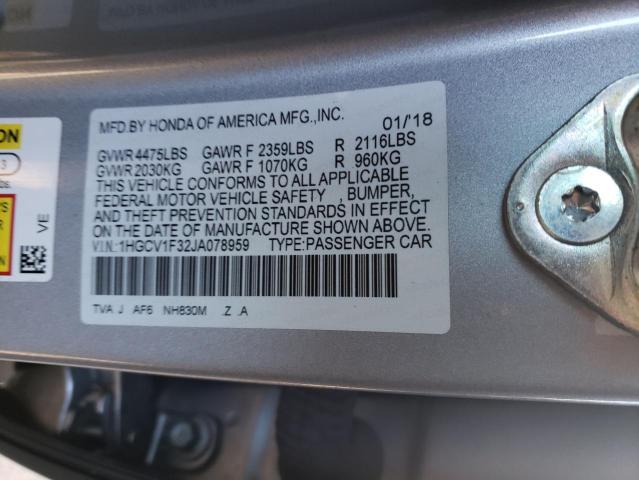 MFD.BY HONDA OF AMERICA MFG.,INC. 01/18
GVWR 4475LBS GAWR F 2359LBS R 2116LBS
GVWR 2030KG GAWR F 1070KG R 960KG
THIS VEHICLE CONFORMS TO ALL APPLICABLE
FEDERAL MOTOR VEHICLE SAFETY , BUMPER,
AND THEFT PREVENTION STANDARDS IN EFFECT
ON THE DATE OF MANUFACTURE SHOWN ABOVE.
V.I.N.:1HGCV1F32JA078959 TYPE:PASSENGER CAR
TVA J AF6 NH830M .Z .A
VE